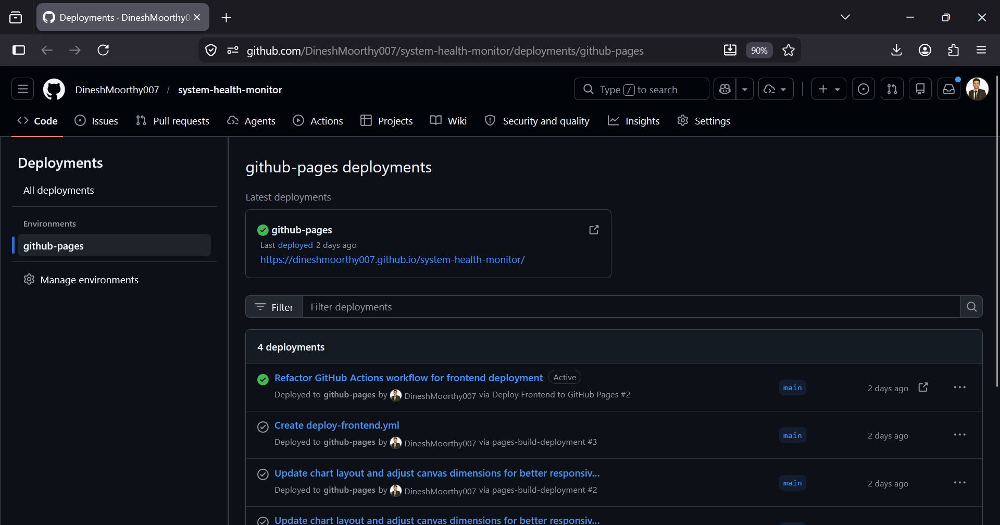 Deployments · DineshMoorthy0
github.com/DineshMoorthy007/system-health-monitor/deployments/github-pages
90%
DineshMoorthy007 / system-health-monitor
Type / to search
Code
Issues
Pull requests
Agents
Actions
Projects
Wiki
Security and quality
Insights
Settings
Deployments
All deployments
Environments
github-pages
Manage environments
github-pages deployments
Latest deployments
github-pages
Last deployed 2 days ago
https://dineshmoorthy007.github.io/system-health-monitor/
Filter
Filter deployments
4 deployments
Refactor GitHub Actions workflow for frontend deployment Active
Deployed to github-pages by DineshMoorthy007 via Deploy Frontend to GitHub Pages #2
main
2 days ago
Create deploy-frontend.yml
Deployed to github-pages by DineshMoorthy007 via pages-build-deployment #3
main
2 days ago
Update chart layout and adjust canvas dimensions for better responsiv...
Deployed to github-pages by DineshMoorthy007 via pages-build-deployment #2
main
2 days ago
Update chart layout and adjust canvas dimensions for better responsiv...